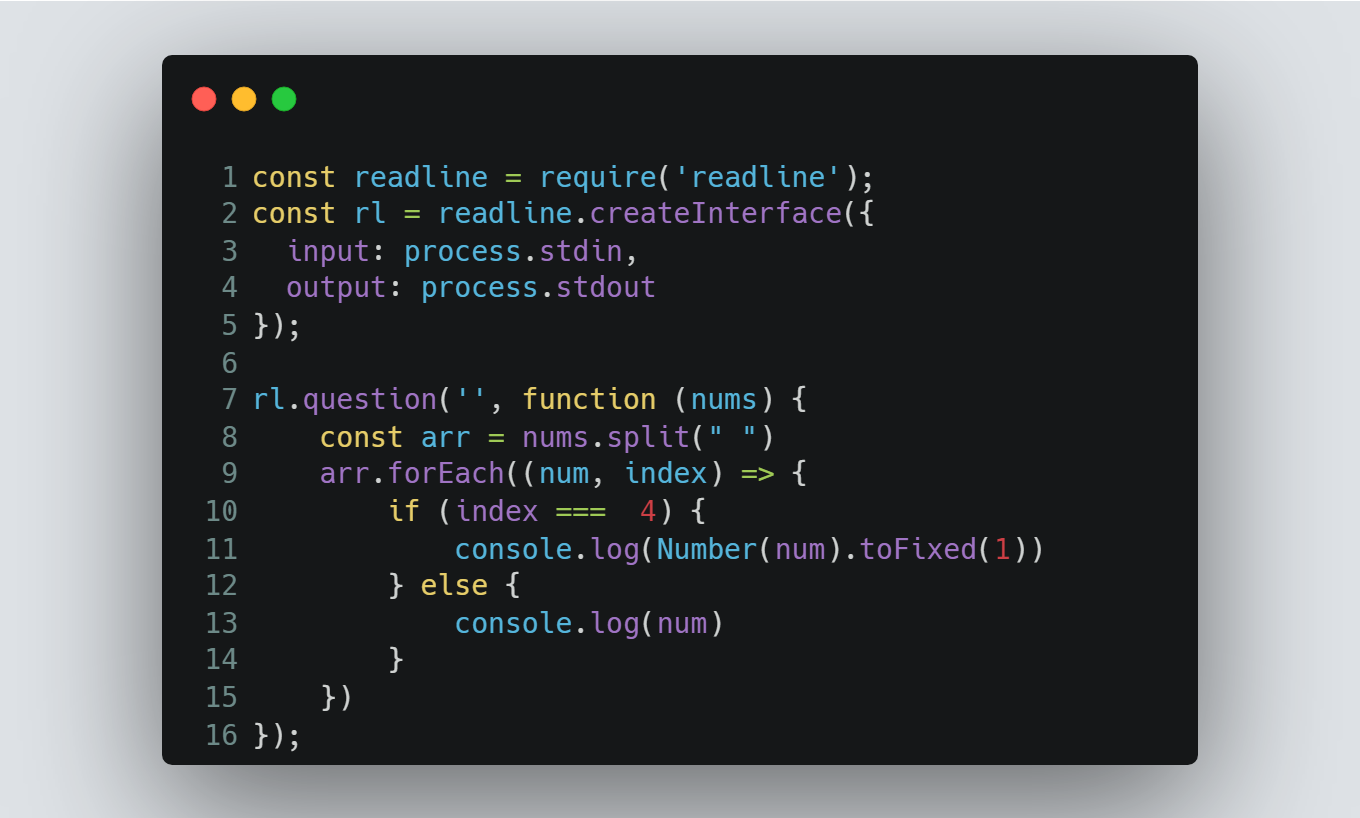 1 const readline = require('readline');
2 const rl = readline.createInterface({
3   input: process.stdin,
4   output: process.stdout
5 });
6
7 rl.question('', function (nums) {
8     const arr = nums.split(" ")
9     arr.forEach((num, index) => {
10         if (index ===  4) {
11             console.log(Number(num).toFixed(1))
12         } else {
13             console.log(num)
14         }
15     })
16 });